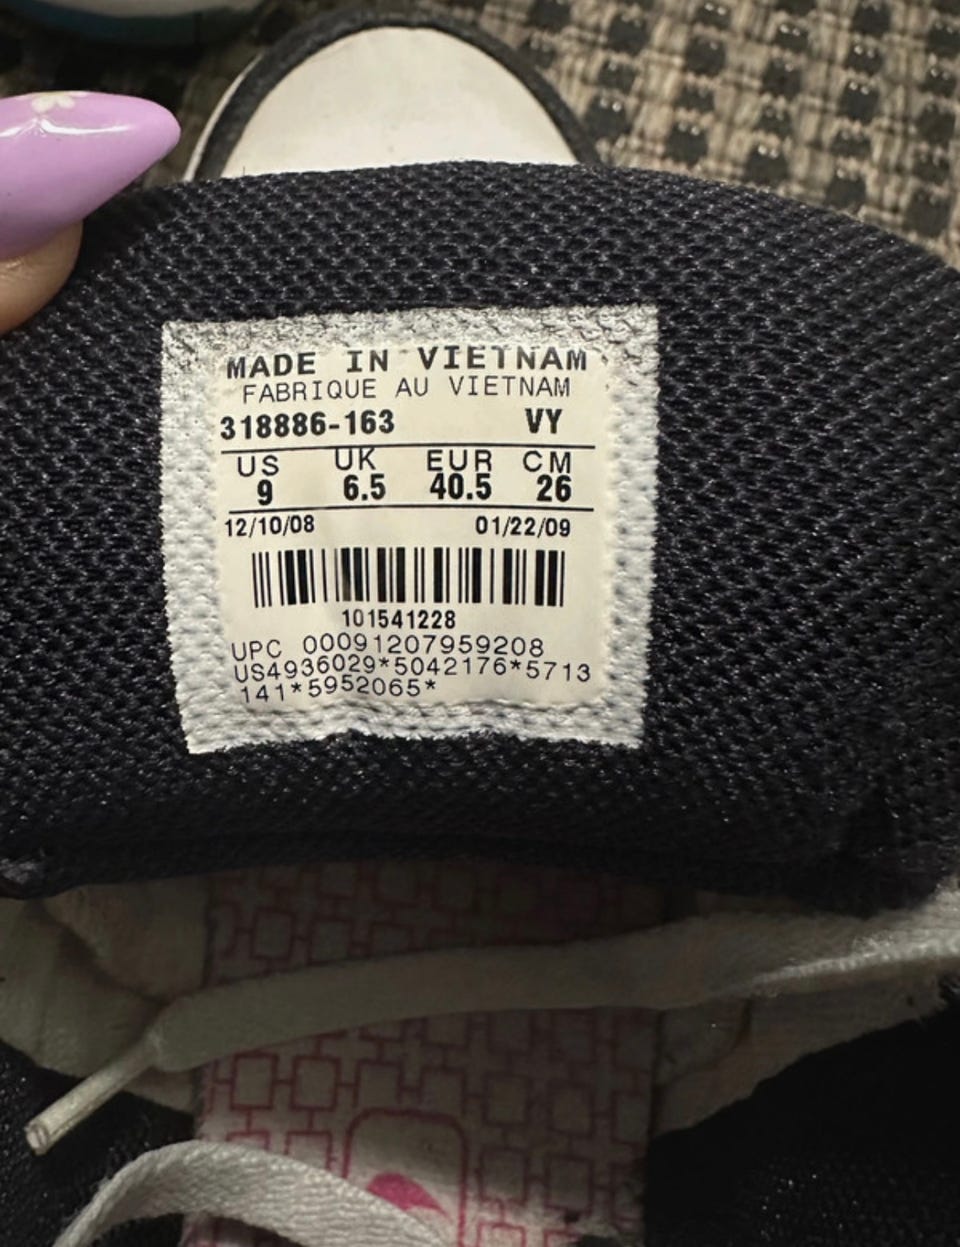 MADE IN VIETNAM
FABRIQUE AU VIETNAM
318886-163 VY
US UK EUR CM
9 6.5 40.5 26
12/10/08 01/22/09
101541228
UPC 00091207959208
US4936029*5042176*5713
141*5952065*